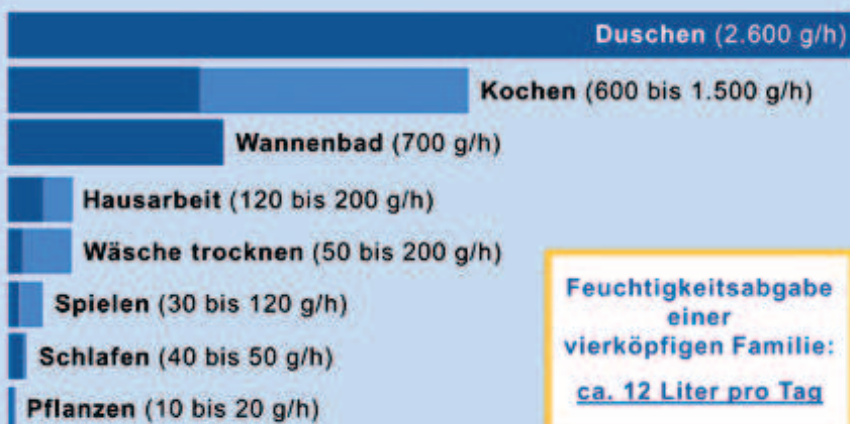 Duschen (2.600 g/h)
Kochen (600 bis 1.500 g/h)
Wannenbad (700 g/h)
Hausarbeit (120 bis 200 g/h)
Wäsche trocknen (50 bis 200 g/h)
Spielen (30 bis 120 g/h)
Schlafen (40 bis 50 g/h)
Pflanzen (10 bis 20 g/h)
Feuchtigkeitsabgabe
einer
vierköpfigen Familie:
ca. 12 Liter pro Tag